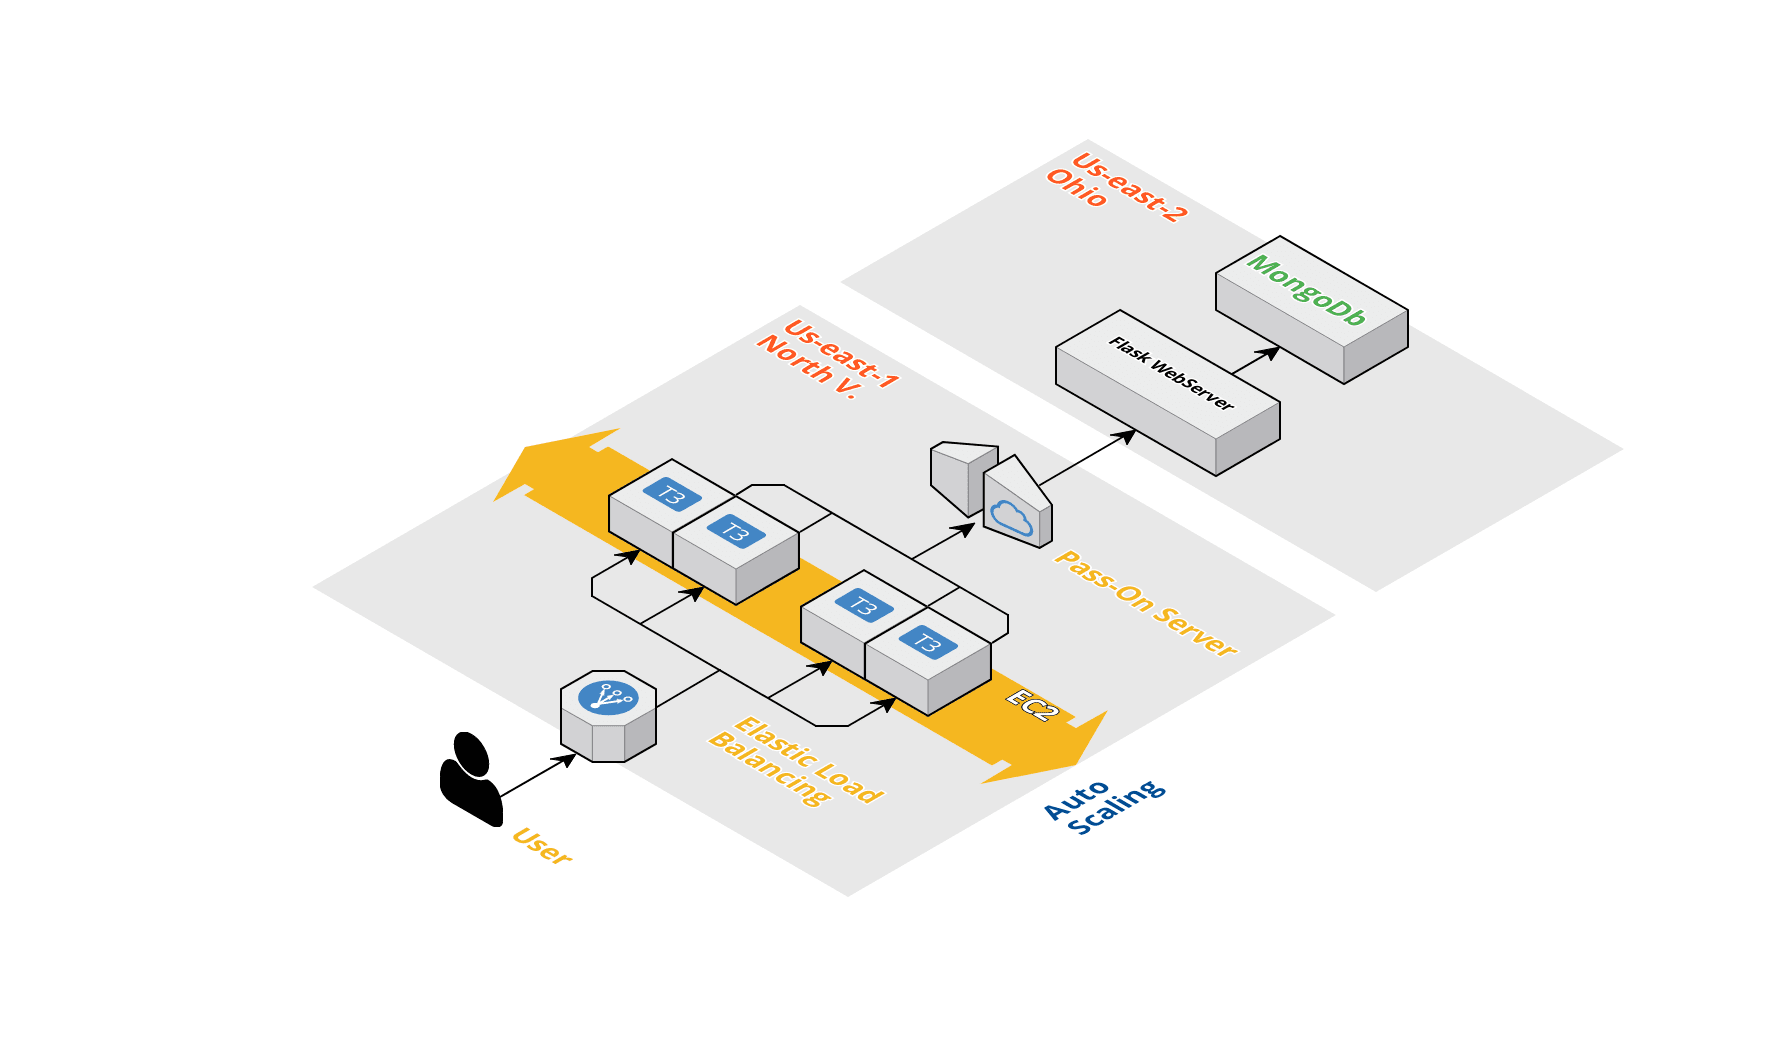 Us-east-2
Ohio
MongoDb
Flask WebServer
Us-east-1
North V.
T3
T3
T3
T3
Pass-On Server
EC2
Elastic Load
Balancing
Auto
Scaling
User